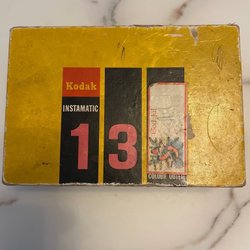 Kodak
INSTAMATIC
13
COLOUR OUTFIT